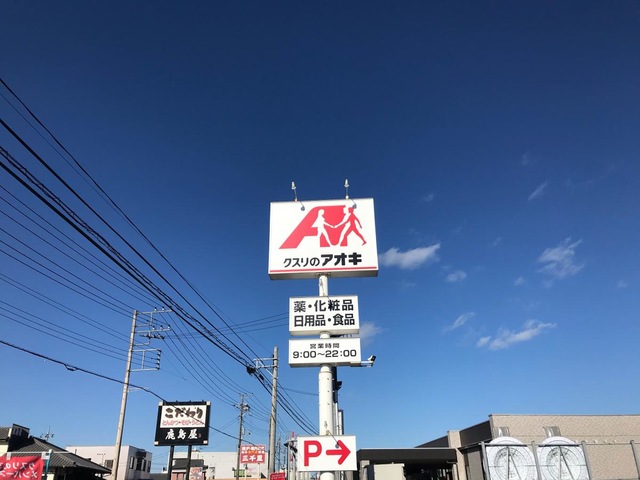 クスリのアオキ
薬・化粧品
日用品・食品
営業時間
9:00~22:00
P→
こだわり
鹿島屋